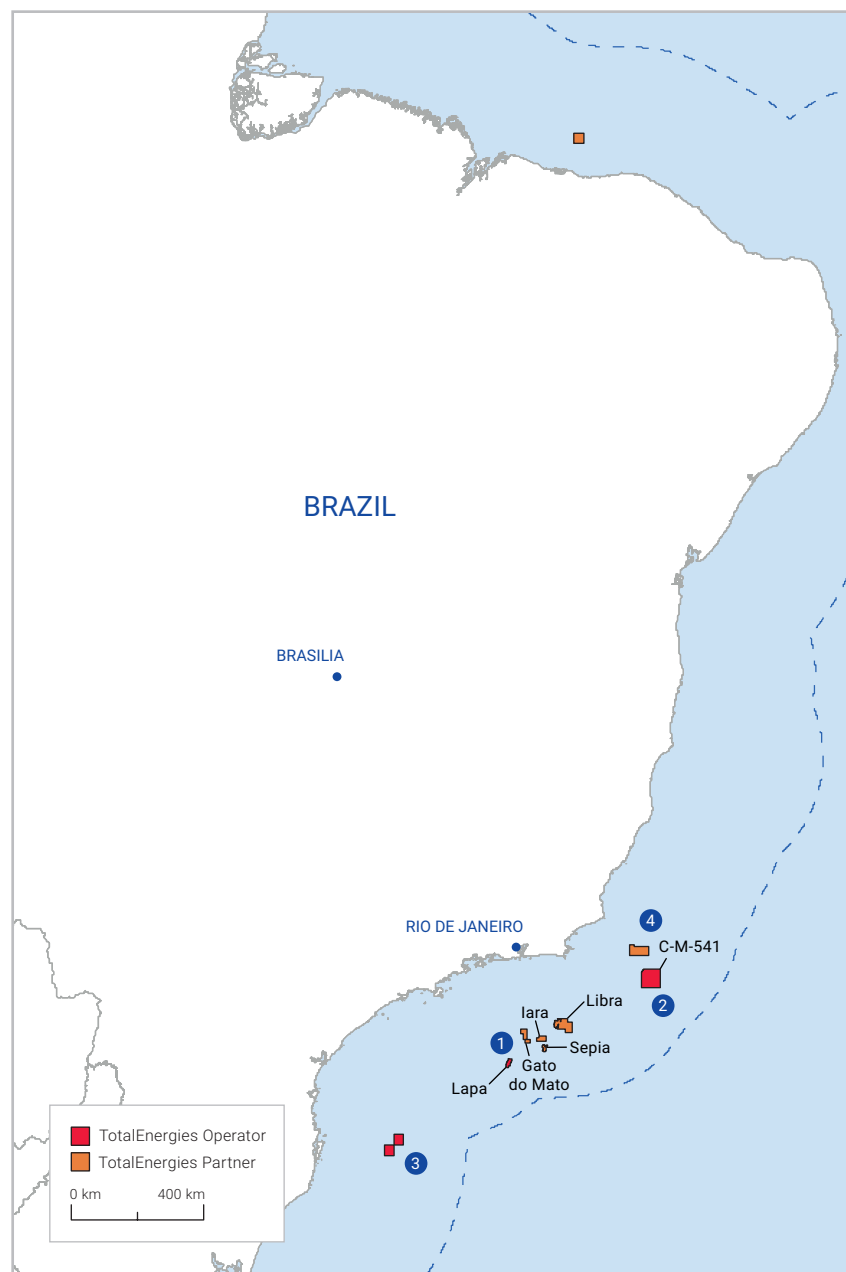 BRAZIL
BRASILIA
RIO DE JANEIRO
4
C-M-541
2
Libra
Iara
1
Sepia
Gato
do Mato
Lapa
3
TotalEnergies Operator
TotalEnergies Partner
0 km 400 km